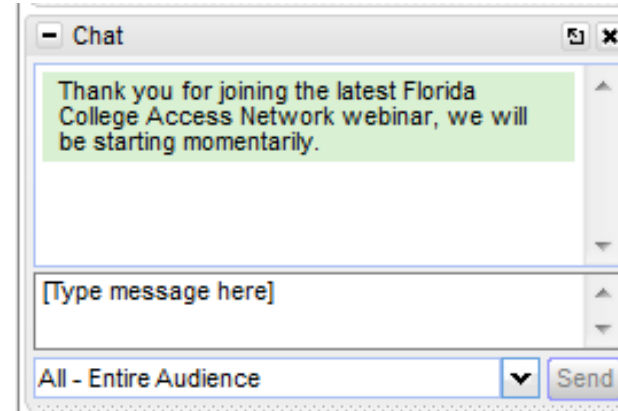 Chat
Thank you for joining the latest Florida
College Access Network webinar, we will
be starting momentarily.
[Type message here]
All - Entire Audience
Send